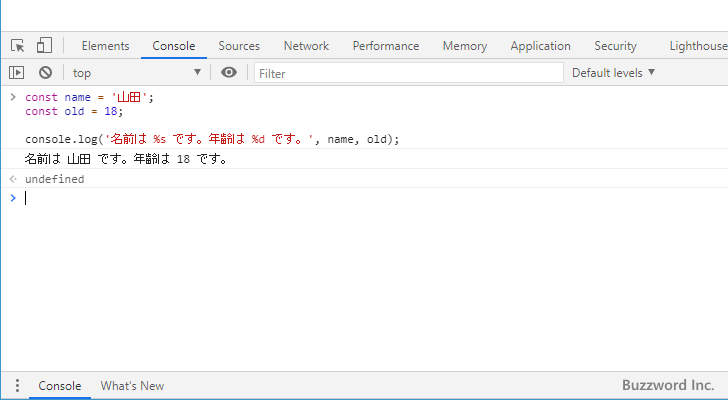 Elements Console Sources Network Performance Memory Application Security Lighthouse
top Filter Default levels
const name = '山田';
const old = 18;
console.log('名前は %s です。年齢は %d です。', name, old);
名前は 山田 です。年齢は 18 です。
undefined
Console What's New
Buzzword Inc.